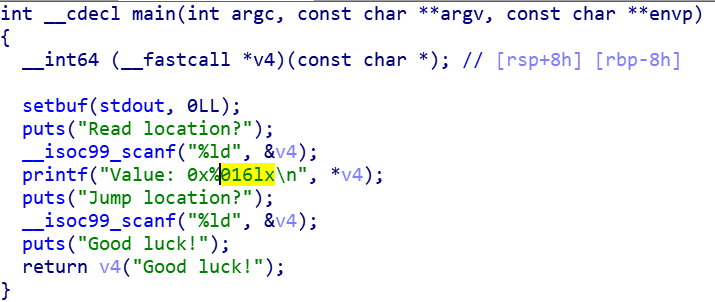 int __cdecl main(int argc, const char **argv, const char **envp)
{
  __int64 (__fastcall *v4)(const char *); // [rsp+8h] [rbp-8h]

  setbuf(stdout, 0LL);
  puts("Read location?");
  __isoc99_scanf("%ld", &v4);
  printf("Value: 0x%016lx\n", *v4);
  puts("Jump location?");
  __isoc99_scanf("%ld", &v4);
  puts("Good luck!");
  return v4("Good luck!");
}